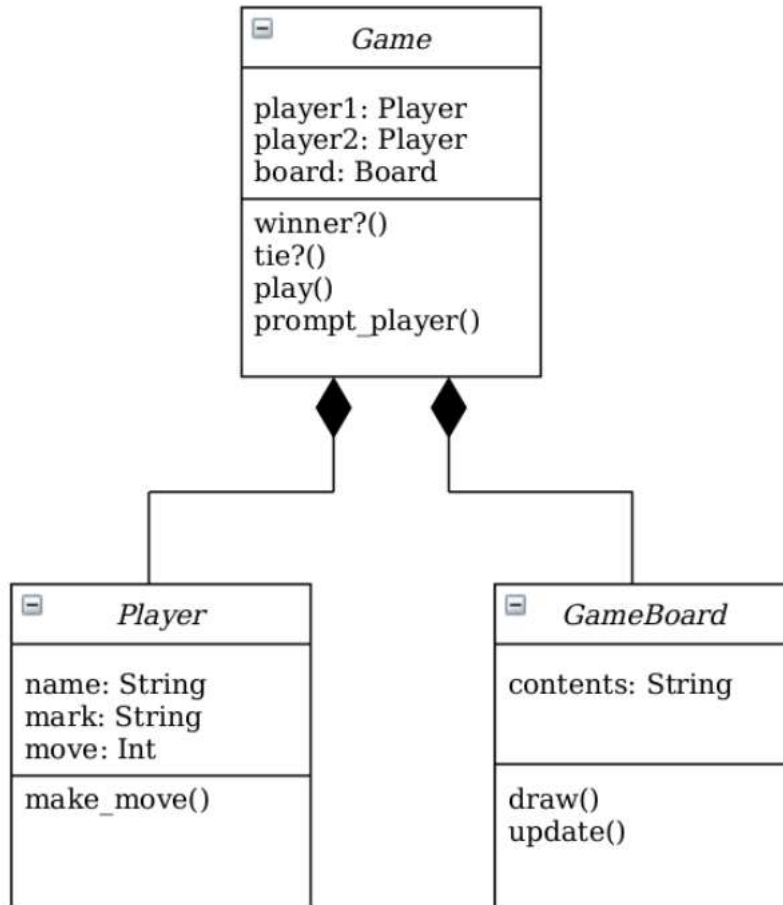 Game
player1: Player
player2: Player
board: Board
winner?()
tie?()
play()
prompt_player()
Player
name: String
mark: String
move: Int
make_move()
GameBoard
contents: String
draw()
update()